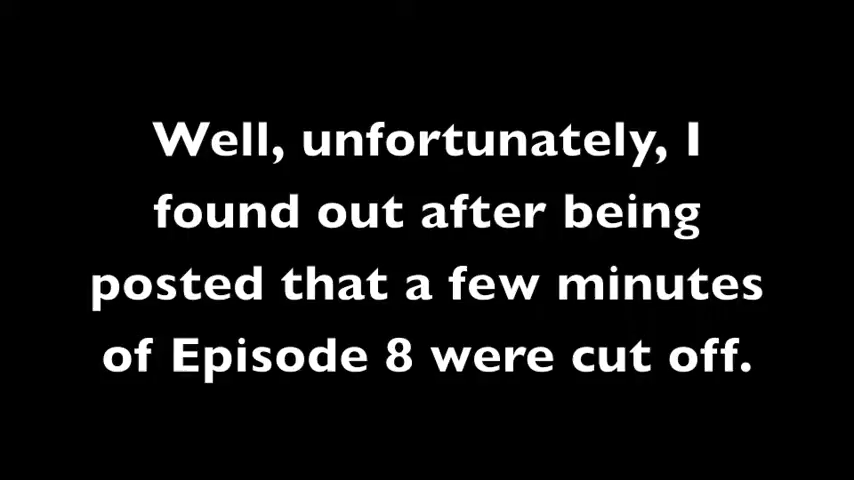 Well, unfortunately, I
found out after being
posted that a few minutes
of Episode 8 were cut off.